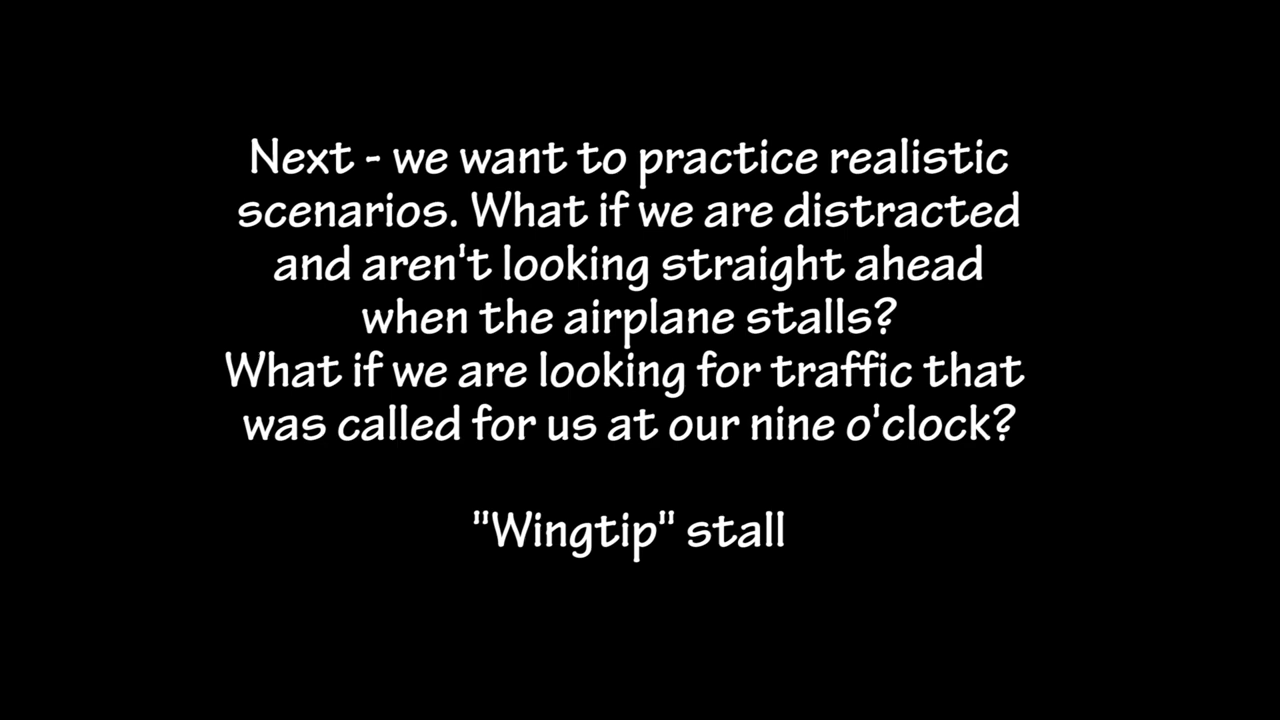 Next - we want to practice realistic
scenarios. What if we are distracted
and aren't looking straight ahead
when the airplane stalls?
What if we are looking for traffic that
was called for us at our nine o'clock?
"Wingtip" stall